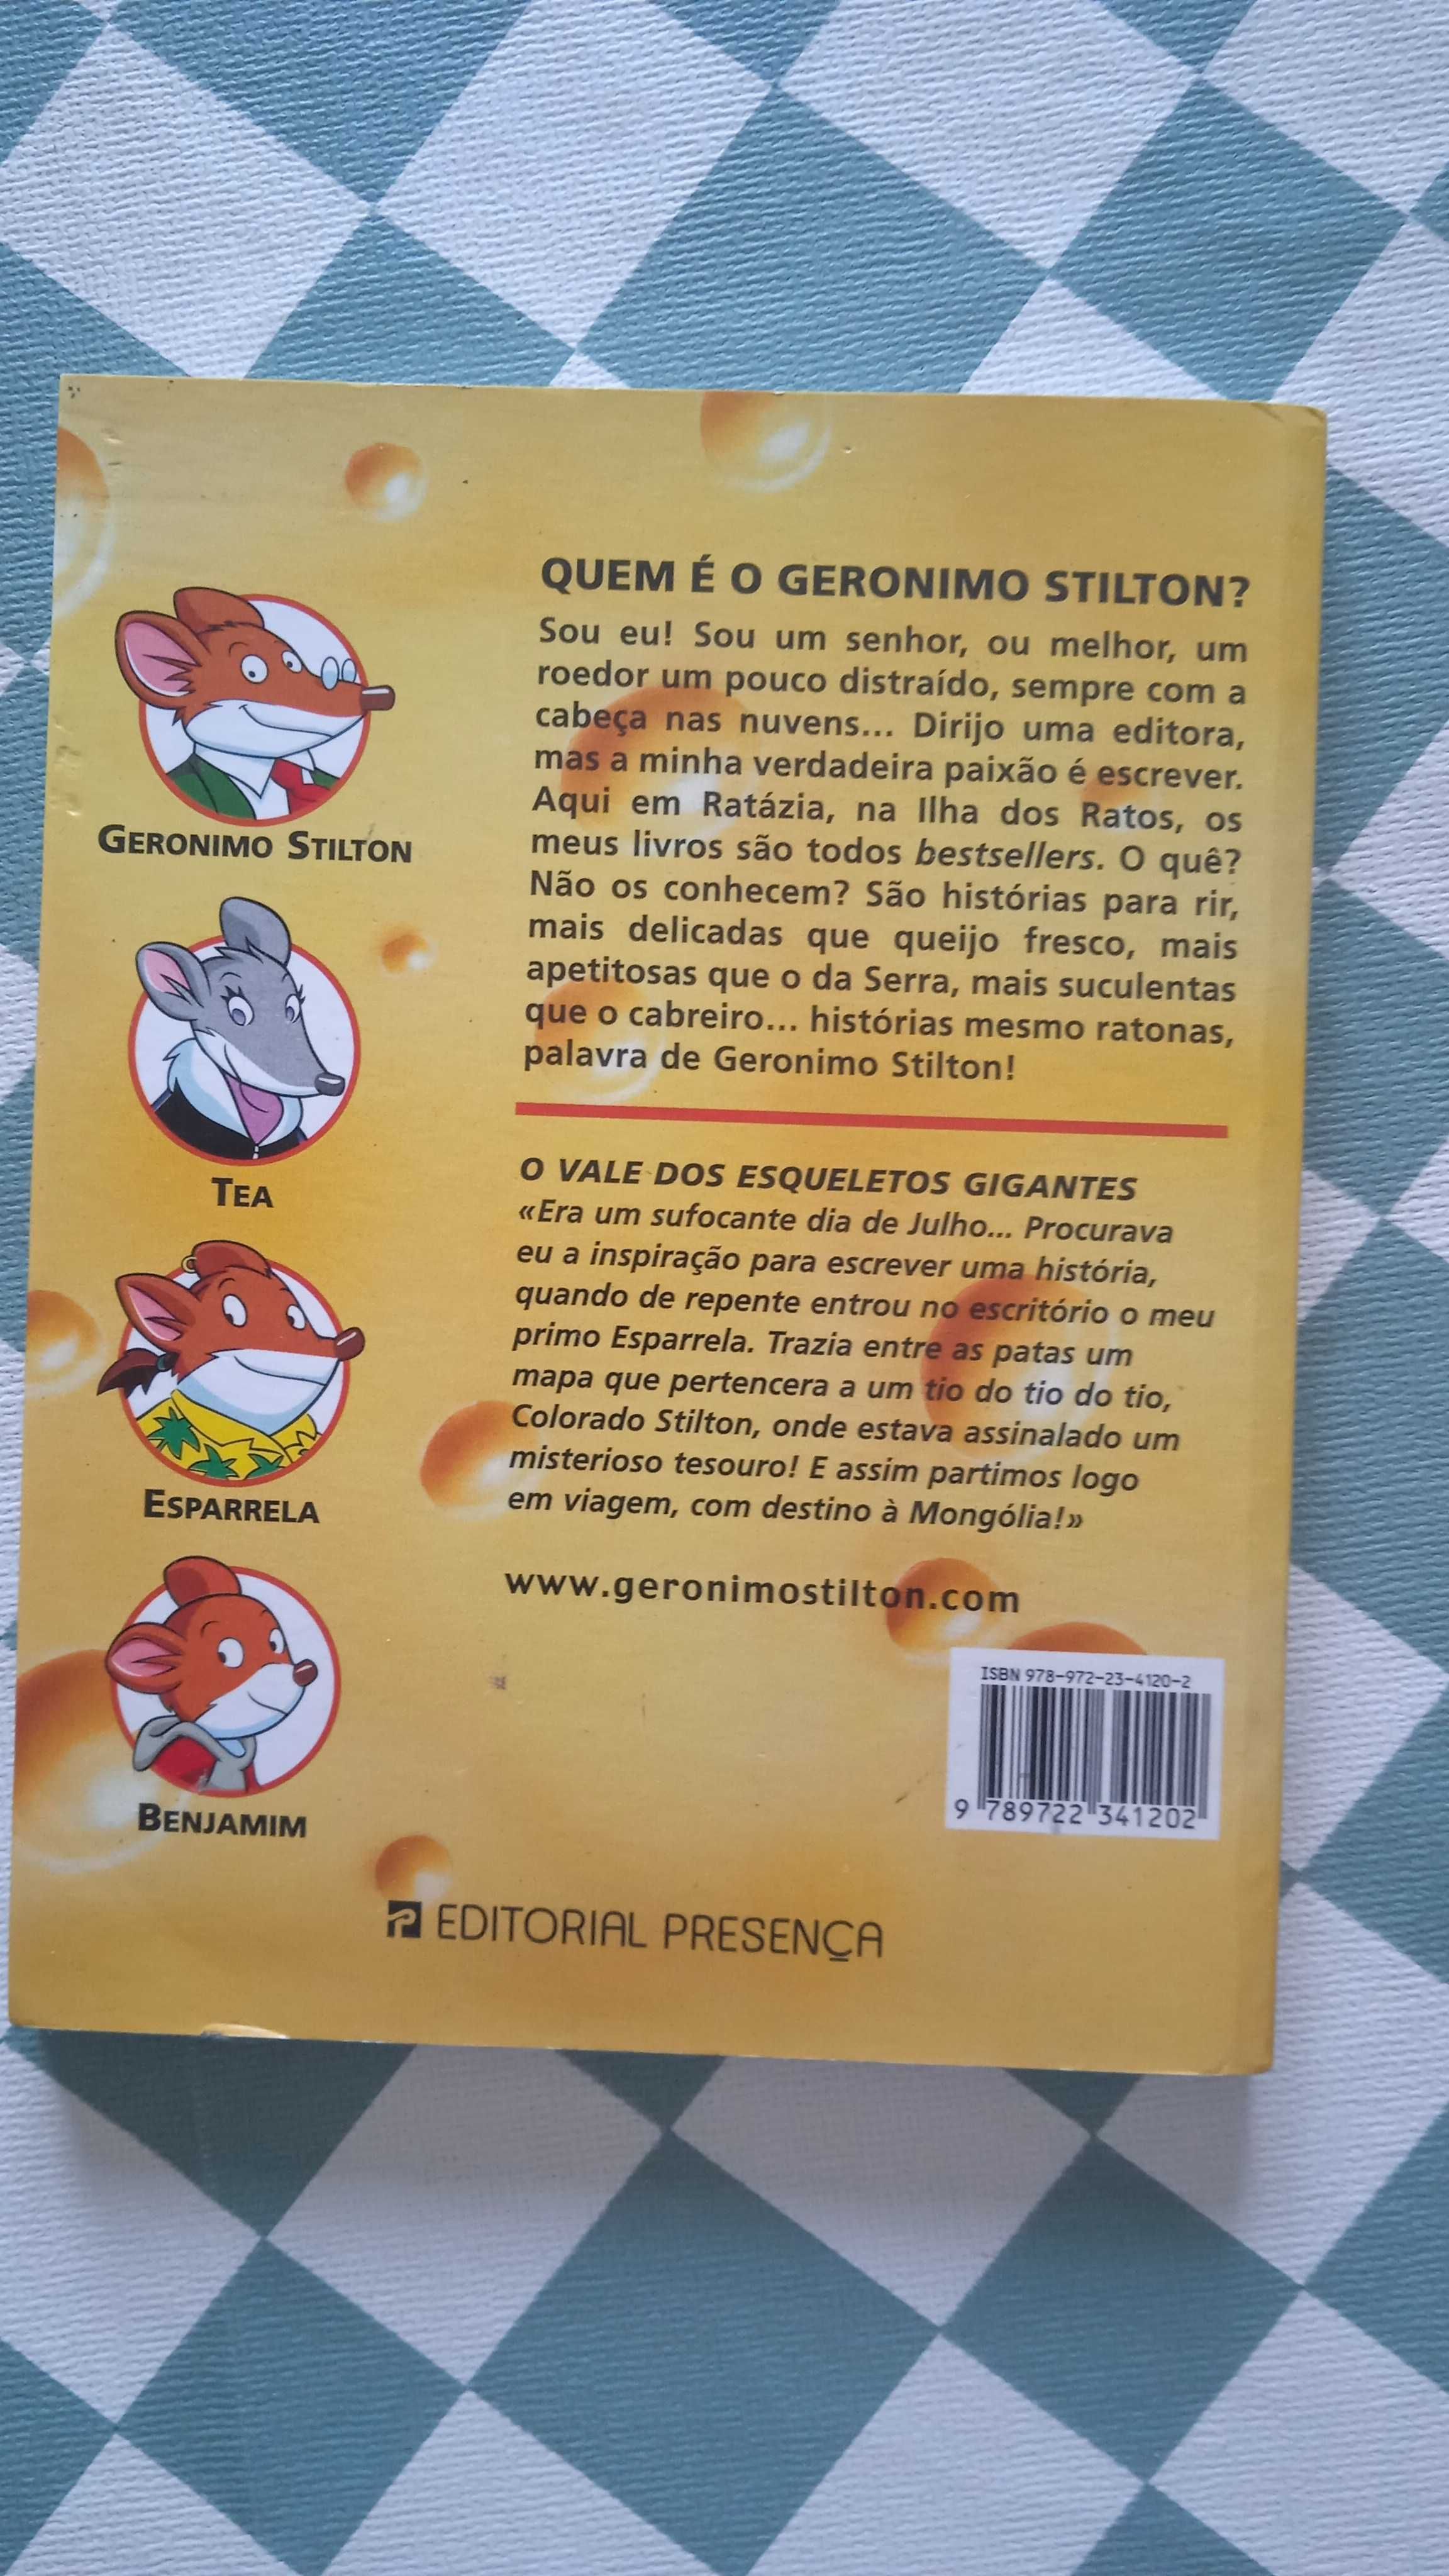 QUEM É O GERONIMO STILTON?
Sou eu! Sou um senhor, ou melhor, um
roedor um pouco distraído, sempre com a
cabeça nas nuvens... Dirijo uma editora,
mas a minha verdadeira paixão é escrever.
Aqui em Ratázia, na Ilha dos Ratos, os
meus livros são todos bestsellers. O quê?
Não os conhecem? São histórias para rir,
mais delicadas que queijo fresco, mais
apetitosas que o da Serra, mais suculentas
que o cabreiro... histórias mesmo ratonas,
palavra de Geronimo Stilton!
GERONIMO STILTON
TEA
ESPARRELA
BENJAMIM
O VALE DOS ESQUELETOS GIGANTES
«Era um sufocante dia de Julho... Procurava
eu a inspiração para escrever uma história,
quando de repente entrou no escritório o meu
primo Esparrela. Trazia entre as patas um
mapa que pertencera a um tio do tio do tio,
Colorado Stilton, onde estava assinalado um
misterioso tesouro! E assim partimos logo
em viagem, com destino à Mongólia!»
www.geronimostilton.com
ISBN 978-972-23-4120-2
9 789722 341202
EDITORIAL PRESENÇA